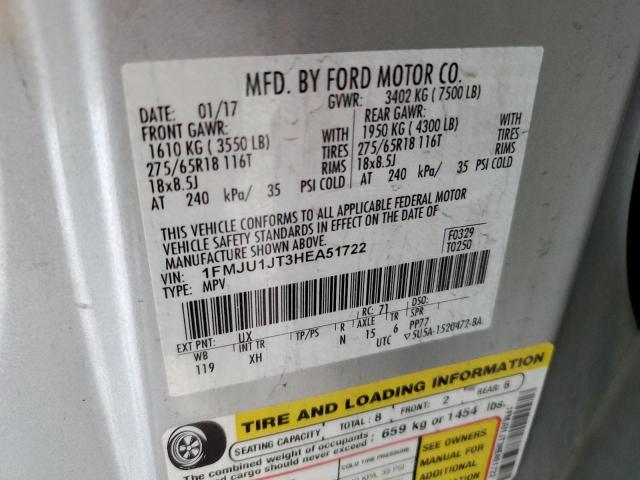 MFD. BY FORD MOTOR CO.
DATE: 01/17 GVWR: 3402 KG ( 7500 LB)
FRONT GAWR: REAR GAWR:
1610 KG ( 3550 LB) 1950 KG ( 4300 LB)
275/65R18 116T TIRES 275/65R18 116T TIRES
18x8.5J RIMS 18x8.5J RIMS
AT 240 kPa/ 35 PSI COLD AT 240 kPa/ 35 PSI COLD
THIS VEHICLE CONFORMS TO ALL APPLICABLE FEDERAL MOTOR
VEHICLE SAFETY STANDARDS IN EFFECT ON THE DATE OF
VIN: 1FMJU1JT3HEA51722 F0329
TYPE: MPV T0250
EXT PNT: UX RC: 71 DSO:
WB INT TR TP/PS R AXLE TR SPR
119 XH N 15 6 PP77
UTC 5U5A-1520472-BA
TIRE AND LOADING INFORMATION
SEATING CAPACITY TOTAL: 8 FRONT: 2 REAR: 6
The combined weight of occupants : 659 kg or 1454 lbs.
and cargo should never exceed
SEE OWNERS
MANUAL FOR
ADDITIONAL
COLD TIRE